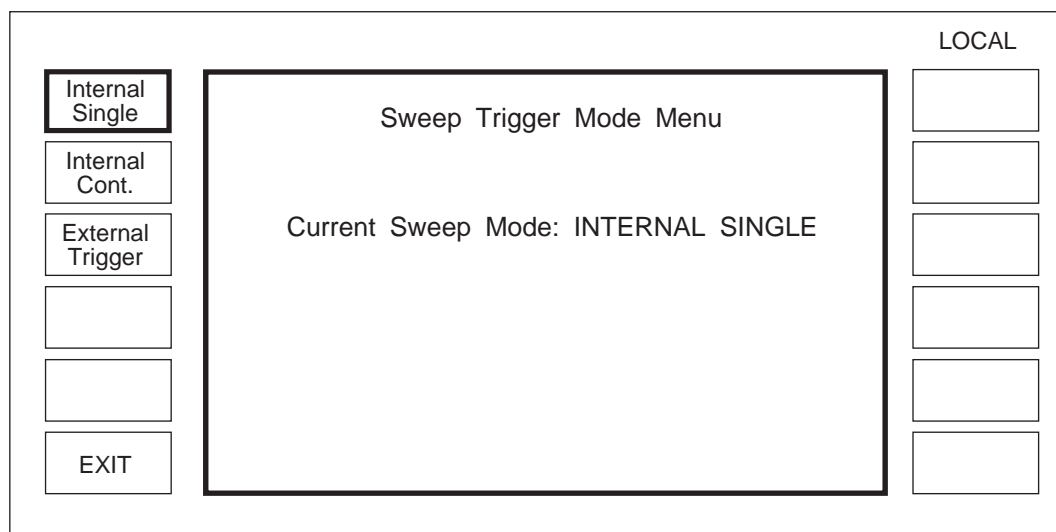 LOCAL
Internal
Single
Internal
Cont.
External
Trigger
EXIT
Sweep Trigger Mode Menu
Current Sweep Mode: INTERNAL SINGLE